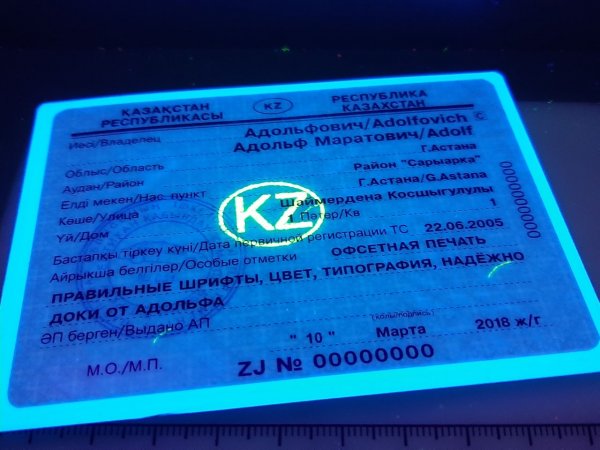 ҚАЗАҚСТАН РЕСПУБЛИКАСЫ KZ РЕСПУБЛИКА КАЗАХСТАН
Иесі/Владелец Адольфович/Adolfovich C
Адольф Маратович/Adolf
Облыс/Область г.Астана
Аудан/Район Район "Сарыарка"
Елді мекен/Нас. пункт Г.Астана/G.Astana
Көше/Улица Шаймердена Косшыгулулы
Үй/Дом 1 Пәтер/Кв 1
KZ
Бастапқы тіркеу күні/Дата первичной регистрации ТС 22.06.2005
Айрықша белгілер/Особые отметки ОФСЕТНАЯ ПЕЧАТЬ
ПРАВИЛЬНЫЕ ШРИФТЫ, ЦВЕТ, ТИПОГРАФИЯ, НАДЁЖНО
ДОКИ ОТ АДОЛЬФА
ӘП берген/Выдано АП
(қолы/подпись)
М.О./М.П. " 10 " Марта 2018 ж/г
ZJ № 00000000